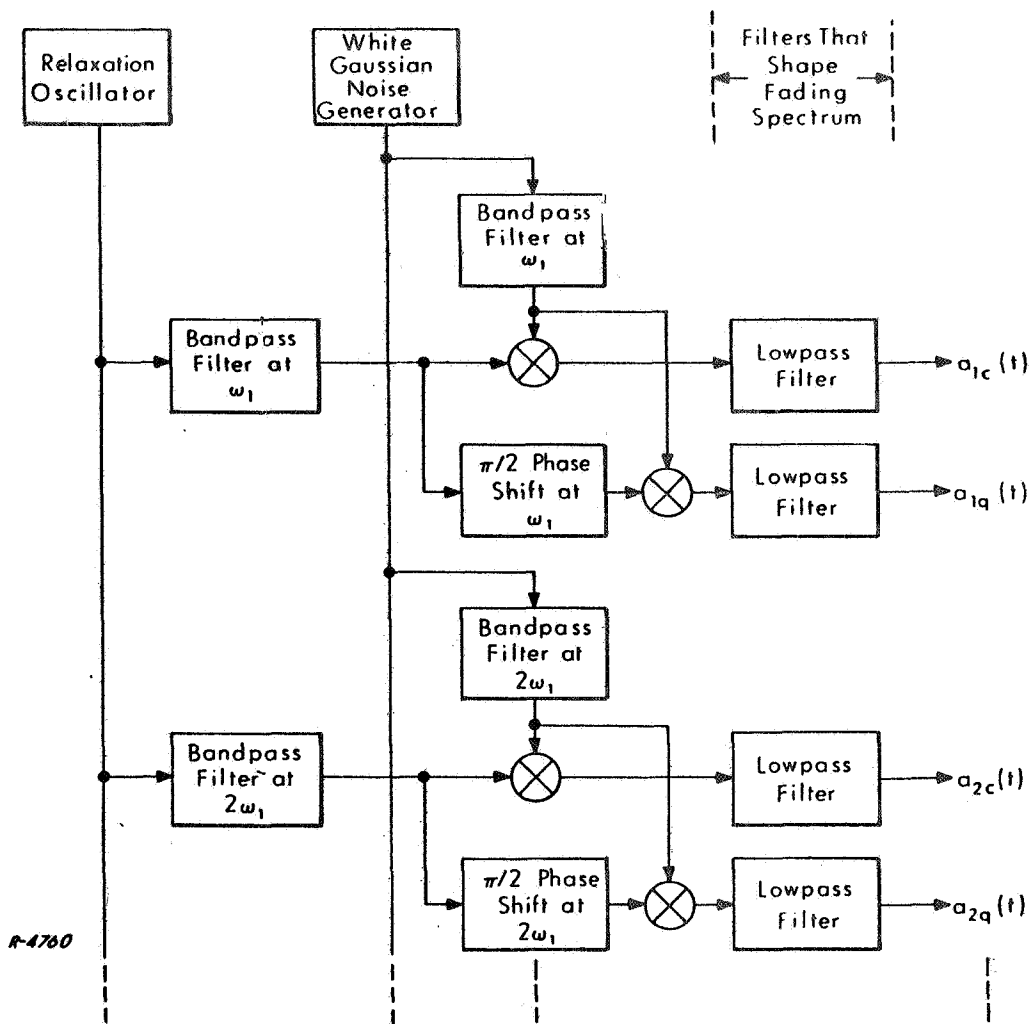 Relaxation
Oscillator
White
Gaussian
Noise
Generator
Filters That
Shape
Fading
Spectrum
Bandpass
Filter at
ω₁
Bandpass
Filter at
ω₁
Lowpass
Filter
a₁c (t)
π/2 Phase
Shift at
ω₁
Lowpass
Filter
a₁q (t)
Bandpass
Filter at
2ω₁
Bandpass
Filter at
2ω₁
Lowpass
Filter
a₂c (t)
π/2 Phase
Shift at
2ω₁
Lowpass
Filter
a₂q (t)
R-4760